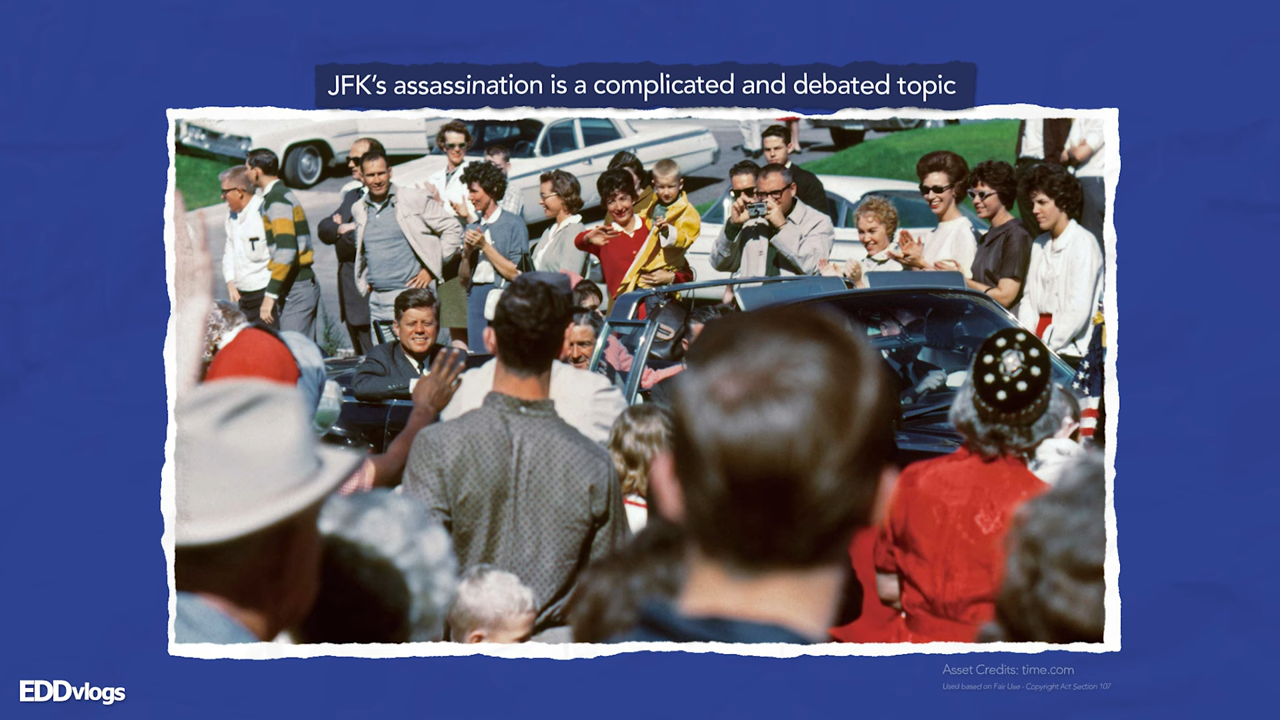 JFK's assassination is a complicated and debated topic
Asset Credits: time.com
Used based on Fair Use - Copyright Act Section 107
EDDvlogs